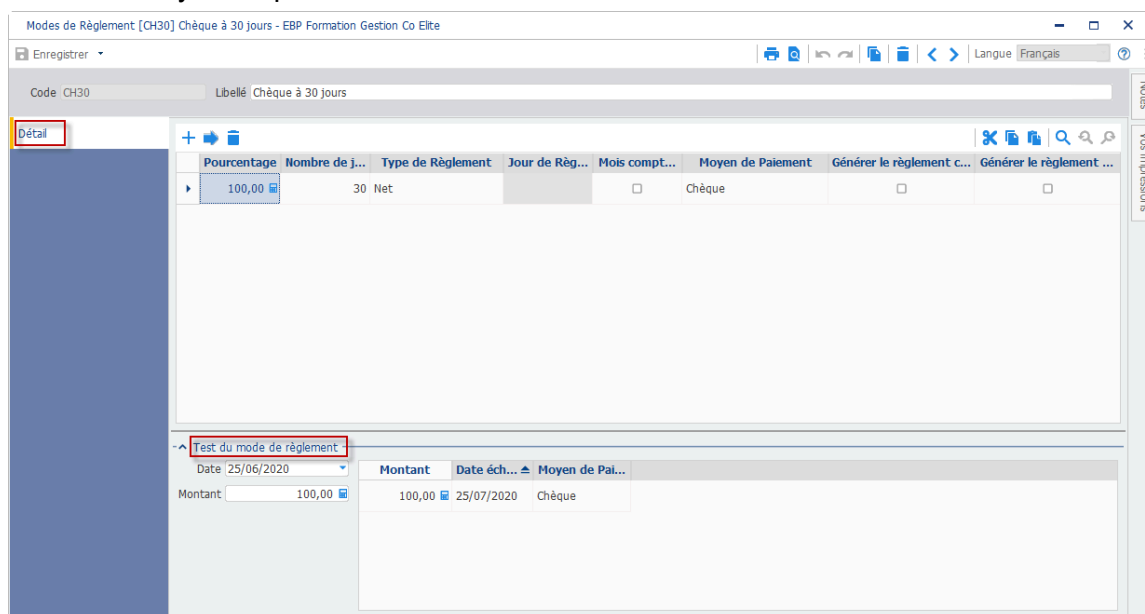 Modes de Règlement [CH30] Chèque à 30 jours - EBP Formation Gestion Co Elite
Enregistrer
Langue Français
Code CH30 Libellé Chèque à 30 jours
Notes
Vos impressions
Détail
Pourcentage Nombre de j... Type de Règlement Jour de Règ... Mois compt... Moyen de Paiement Générer le règlement c... Générer le règlement ...
100,00 30 Net Chèque
Test du mode de règlement
Date 25/06/2020
Montant 100,00
Montant Date éch... Moyen de Pai...
100,00 25/07/2020 Chèque